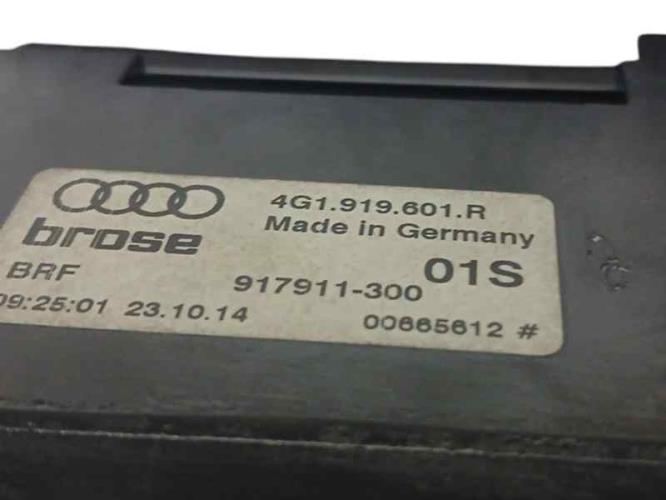 4G1.919.601.R
brose Made in Germany
BRF 917911-300 01S
09:25:01 23.10.14 00665612 #